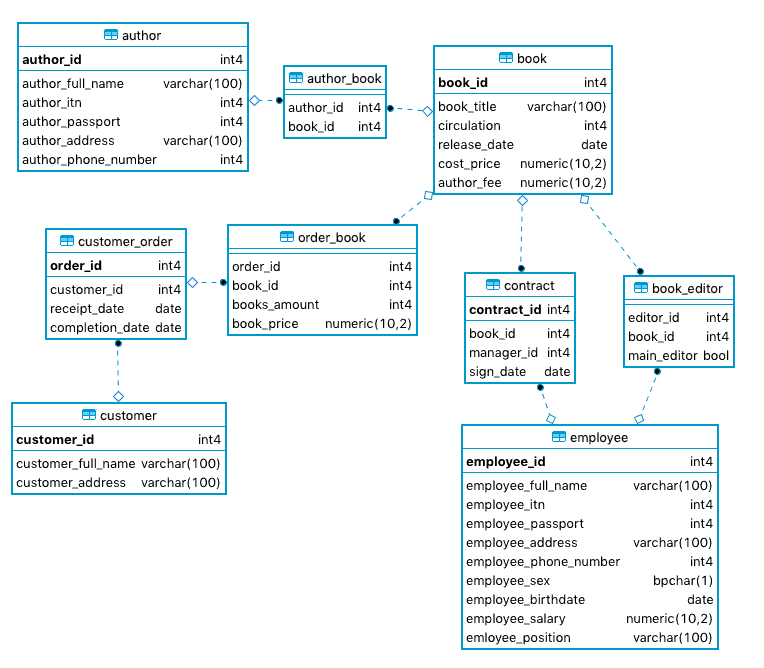 author
author_id int4
author_full_name varchar(100)
author_itn int4
author_passport int4
author_address varchar(100)
author_phone_number int4
author_book
author_id int4
book_id int4
book
book_id int4
book_title varchar(100)
circulation int4
release_date date
cost_price numeric(10,2)
author_fee numeric(10,2)
customer_order
order_id int4
customer_id int4
receipt_date date
completion_date date
order_book
order_id int4
book_id int4
books_amount int4
book_price numeric(10,2)
contract
contract_id int4
book_id int4
manager_id int4
sign_date date
book_editor
editor_id int4
book_id int4
main_editor bool
customer
customer_id int4
customer_full_name varchar(100)
customer_address varchar(100)
employee
employee_id int4
employee_full_name varchar(100)
employee_itn int4
employee_passport int4
employee_address varchar(100)
employee_phone_number int4
employee_sex bpchar(1)
employee_birthdate date
employee_salary numeric(10,2)
emloyee_position varchar(100)